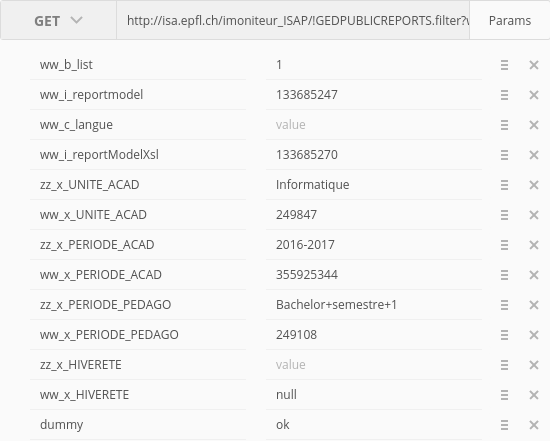 GET http://isa.epfl.ch/imoniteur_ISAP/!GEDPUBLICREPORTS.filter?w Params
ww_b_list 1
ww_i_reportmodel 133685247
ww_c_langue value
ww_i_reportModelXsl 133685270
zz_x_UNITE_ACAD Informatique
ww_x_UNITE_ACAD 249847
zz_x_PERIODE_ACAD 2016-2017
ww_x_PERIODE_ACAD 355925344
zz_x_PERIODE_PEDAGO Bachelor+semestre+1
ww_x_PERIODE_PEDAGO 249108
zz_x_HIVERETE value
ww_x_HIVERETE null
dummy ok